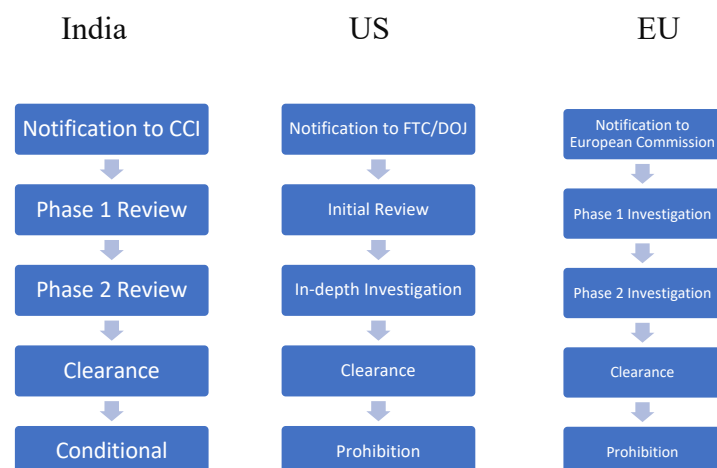 India
US
EU
Notification to CCI
Phase 1 Review
Phase 2 Review
Clearance
Conditional
Notification to FTC/DOJ
Initial Review
In-depth Investigation
Clearance
Prohibition
Notification to
European Commission
Phase 1 Investigation
Phase 2 Investigation
Clearance
Prohibition